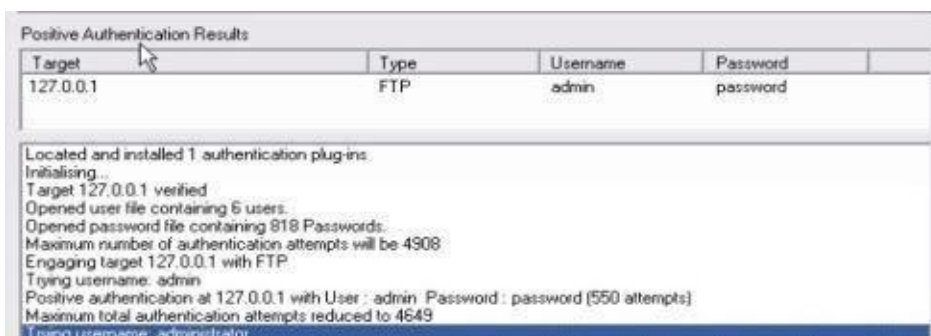 Positive Authentication Results
Target Type Username Password
127.0.0.1 FTP admin password
Located and installed 1 authentication plug-ins
Initialising...
Target 127.0.0.1 verified
Opened user file containing 6 users.
Opened password file containing 818 Passwords.
Maximum number of authentication attempts will be 4908
Engaging target 127.0.0.1 with FTP
Trying username: admin
Positive authentication at 127.0.0.1 with User : admin Password : password (550 attempts)
Maximum total authentication attempts reduced to 4649
Trying username: administrator